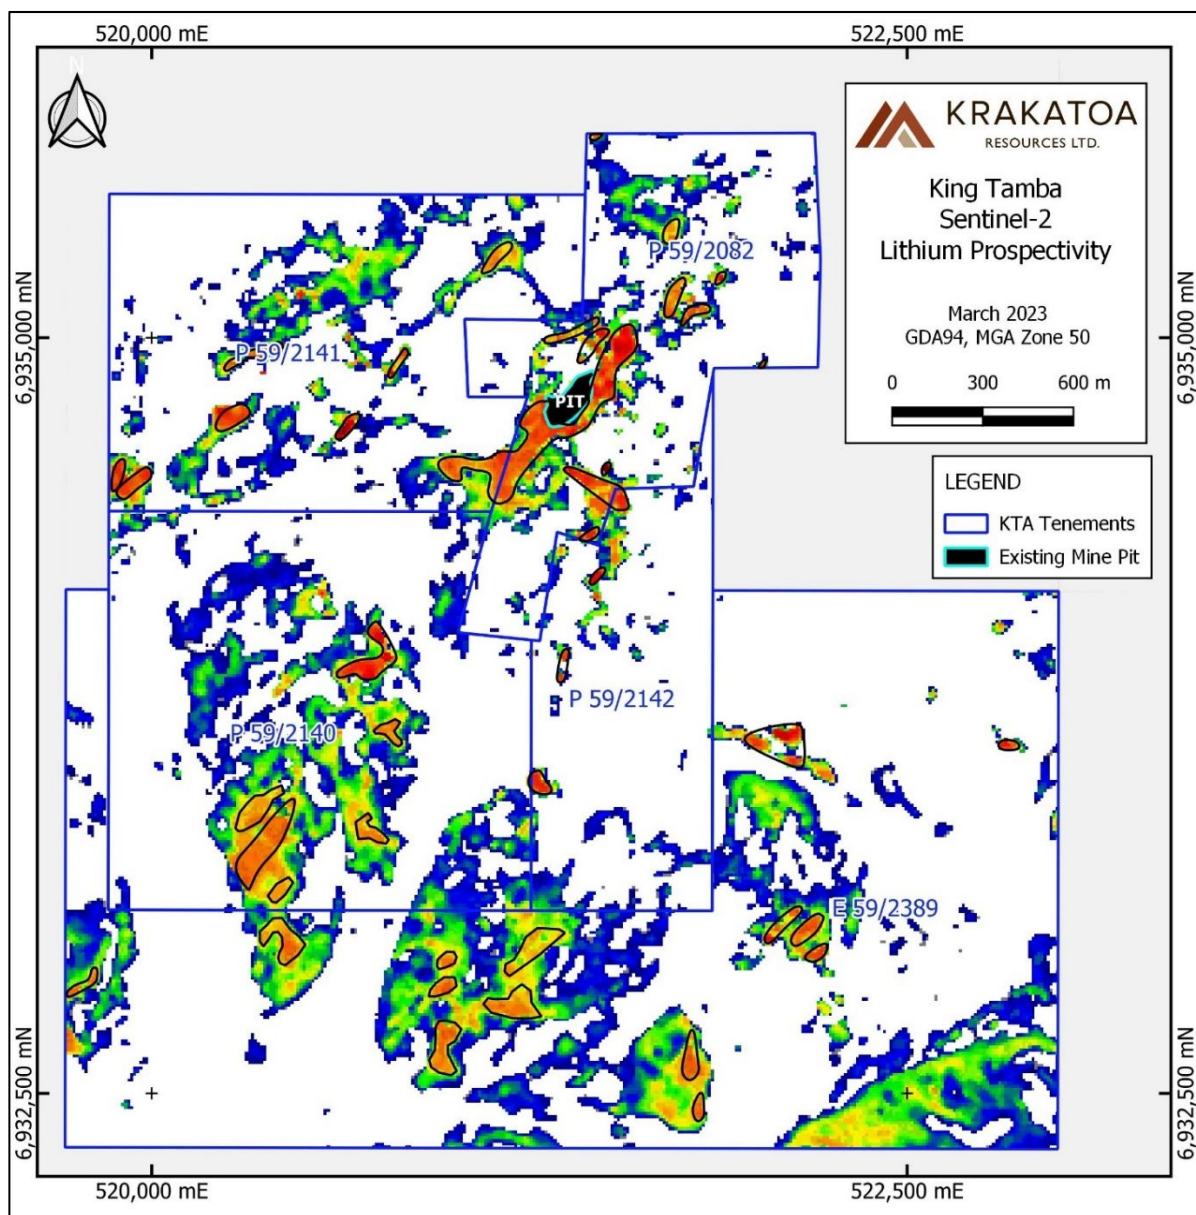 520,000 mE
522,500 mE
N
KRAKATOA
RESOURCES LTD.
King Tamba
Sentinel-2
Lithium Prospectivity
March 2023
GDA94, MGA Zone 50
0 300 600 m
LEGEND
KTA Tenements
Existing Mine Pit
P 59/2082
6,935,000 mN
6,935,000 mN
P 59/2141
PIT
P 59/2142
P 59/2140
E 59/2389
6,932,500 mN
6,932,500 mN
520,000 mE
522,500 mE